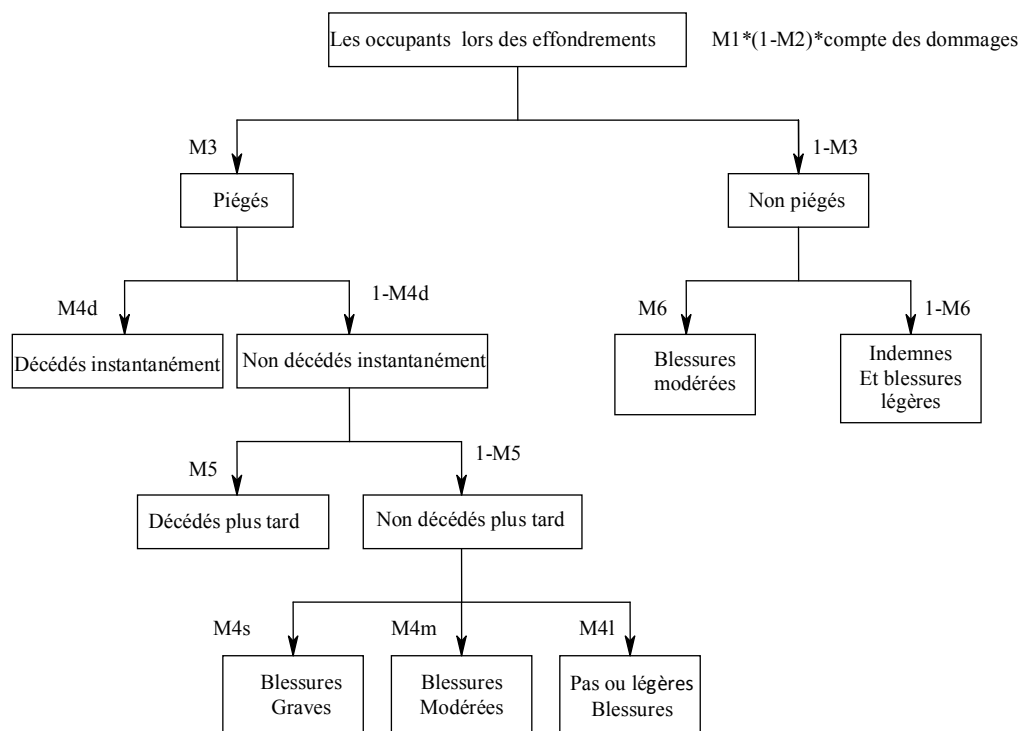 Les occupants lors des effondrements
M1*(1-M2)*compte des dommages
M3
1-M3
Piégés
Non piégés
M4d
1-M4d
M6
1-M6
Décédés instantanément
Non décédés instantanément
Blessures
modérées
Indemnes
Et blessures
légères
M5
1-M5
Décédés plus tard
Non décédés plus tard
M4s
M4m
M4l
Blessures
Graves
Blessures
Modérées
Pas ou légères
Blessures